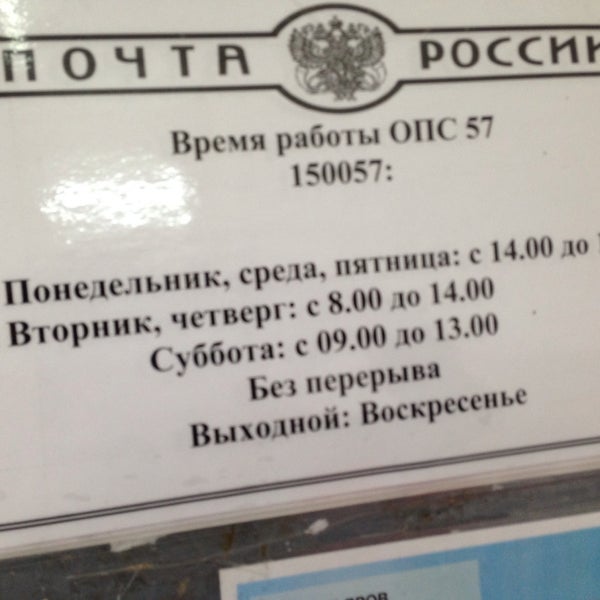 ПОЧТА РОССИИ
Время работы ОПС 57
150057:
Понедельник, среда, пятница: с 14.00 до
Вторник, четверг: с 8.00 до 14.00
Суббота: с 09.00 до 13.00
Без перерыва
Выходной: Воскресенье